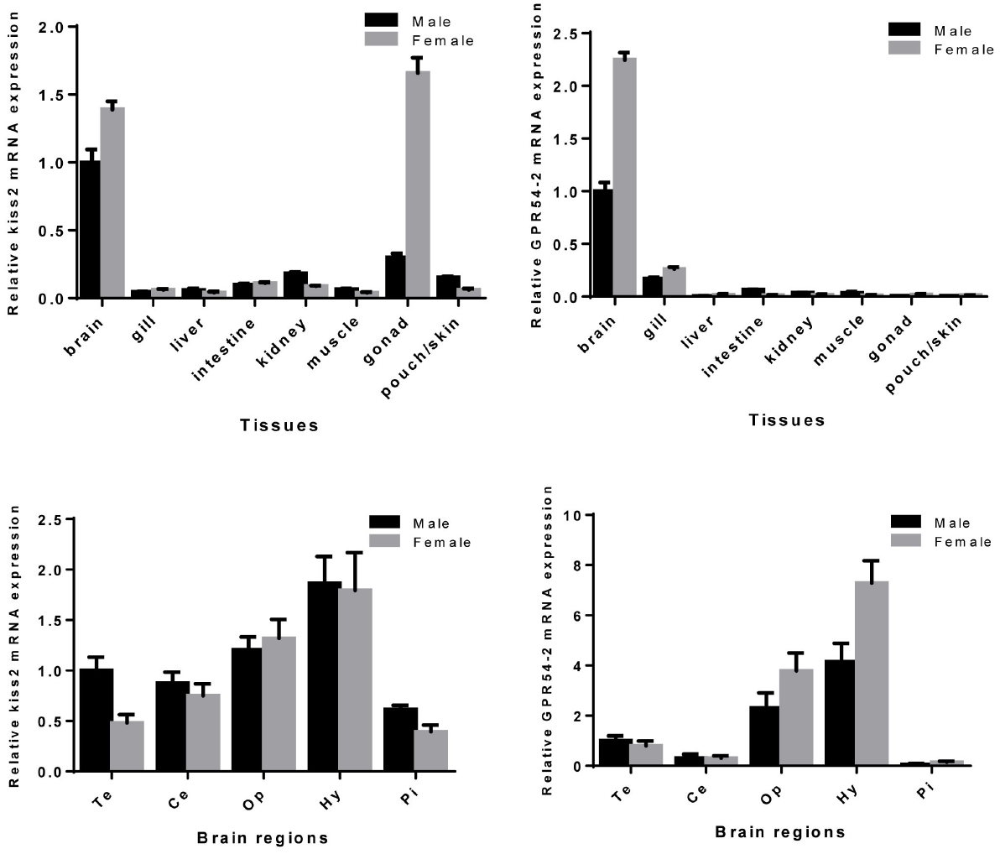 Relative kiss2 mRNA expression
2.0
1.5
1.0
0.5
0.0
Male
Female
brain
gill
liver
intestine
kidney
muscle
gonad
pouch/skin
Tissues
Relative GPR54-2 mRNA expression
2.5
2.0
1.5
1.0
0.5
0.0
Male
Female
brain
gill
liver
intestine
kidney
muscle
gonad
pouch/skin
Tissues
Relative kiss2 mRNA expression
2.5
2.0
1.5
1.0
0.5
0.0
Male
Female
Te
Ce
Op
Hy
Pi
Brain regions
Relative GPR54-2 mRNA expression
10
8
6
4
2
0
Male
Female
Te
Ce
Op
Hy
Pi
Brain regions